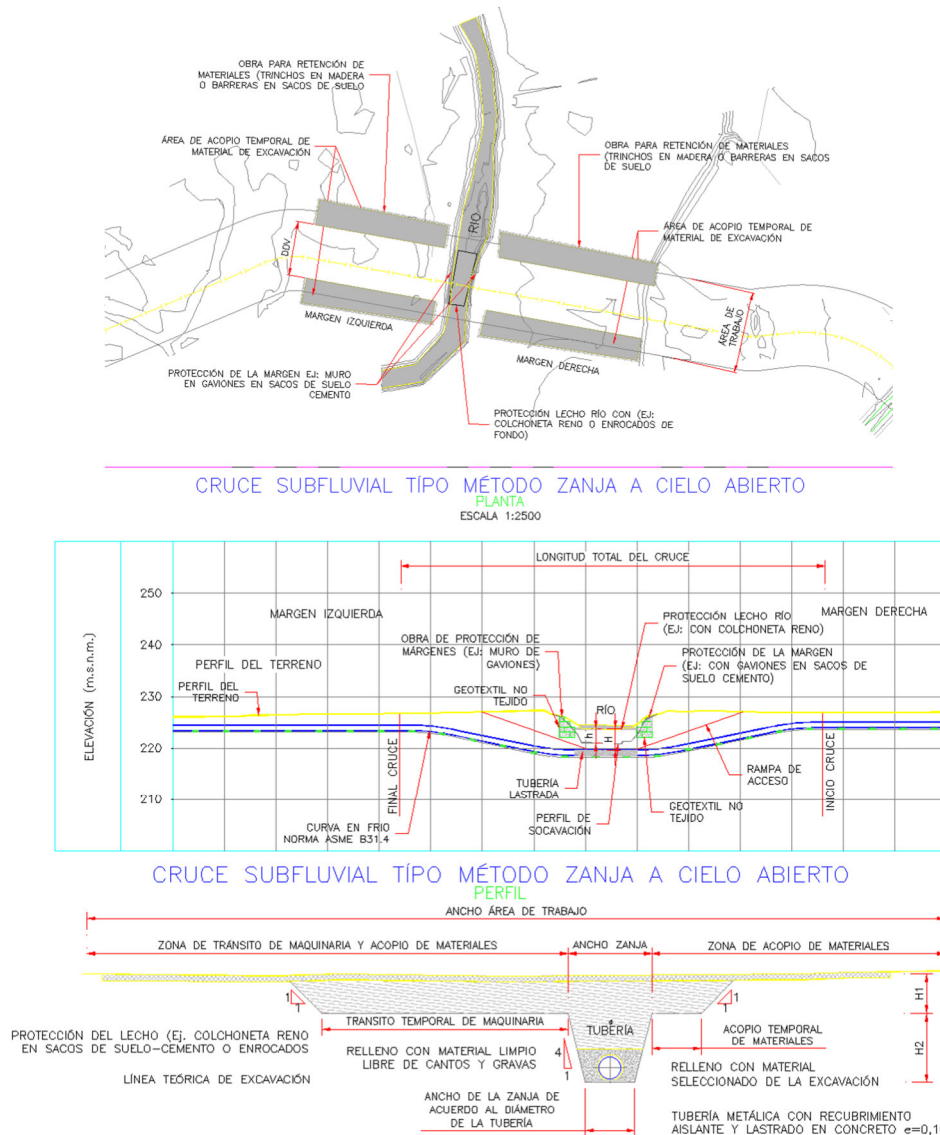 OBRA PARA RETENCIÓN DE
MATERIALES (TRINCHOS EN MADERA
O BARRERAS EN SACOS DE SUELO
ÁREA DE ACOPIO TEMPORAL DE
MATERIAL DE EXCAVACIÓN
OBRA PARA RETENCIÓN DE MATERIALES
(TRINCHOS EN MADERA O BARRERAS EN SACOS
DE SUELO
RIO
ÁREA DE ACOPIO TEMPORAL DE
MATERIAL DE EXCAVACIÓN
DDV
MARGEN IZQUIERDA
ÁREA DE
TRABAJO
MARGEN DERECHA
PROTECCIÓN DE LA MARGEN EJ: MURO
EN GAVIONES EN SACOS DE SUELO
CEMENTO
PROTECCIÓN LECHO RÍO CON (EJ:
COLCHONETA RENO O ENROCADOS DE
FONDO)
CRUCE SUBFLUVIAL TÍPO MÉTODO ZANJA A CIELO ABIERTO
PLANTA
ESCALA 1:2500
LONGITUD TOTAL DEL CRUCE
ELEVACIÓN (m.s.n.m.)
250
240
230
220
210
MARGEN IZQUIERDA
MARGEN DERECHA
PROTECCIÓN LECHO RÍO
(EJ: CON COLCHONETA RENO)
OBRA DE PROTECCIÓN DE
MÁRGENES (EJ: MURO DE
GAVIONES)
PROTECCIÓN DE LA MARGEN
(EJ: CON GAVIONES EN SACOS DE
SUELO CEMENTO)
PERFIL DEL TERRENO
PERFIL DEL
TERRENO
GEOTEXTIL NO
TEJIDO
RÍO
h
H
FINAL CRUCE
TUBERÍA
LASTRADA
RAMPA DE
ACCESO
INICIO CRUCE
GEOTEXTIL NO
TEJIDO
PERFIL DE
SOCAVACIÓN
CURVA EN FRIO
NORMA ASME B31.4
CRUCE SUBFLUVIAL TÍPO MÉTODO ZANJA A CIELO ABIERTO
PERFIL
ANCHO ÁREA DE TRABAJO
ZONA DE TRÁNSITO DE MAQUINARIA Y ACOPIO DE MATERIALES
ANCHO ZANJA
ZONA DE ACOPIO DE MATERIALES
1
1
1
1
H1
TRANSITO TEMPORAL DE MAQUINARIA
TUBERÍA
ACOPIO TEMPORAL
DE MATERIALES
H2
PROTECCIÓN DEL LECHO (Ej. COLCHONETA RENO
EN SACOS DE SUELO-CEMENTO O ENROCADOS
RELLENO CON MATERIAL LIMPIO
LIBRE DE CANTOS Y GRAVAS
4
1
RELLENO CON MATERIAL
SELECCIONADO DE LA EXCAVACIÓN
LÍNEA TEÓRICA DE EXCAVACIÓN
ANCHO DE LA ZANJA DE
ACUERDO AL DIÁMETRO
DE LA TUBERÍA
TUBERÍA METÁLICA CON RECUBRIMIENTO
AISLANTE Y LASTRADO EN CONCRETO e=0,1